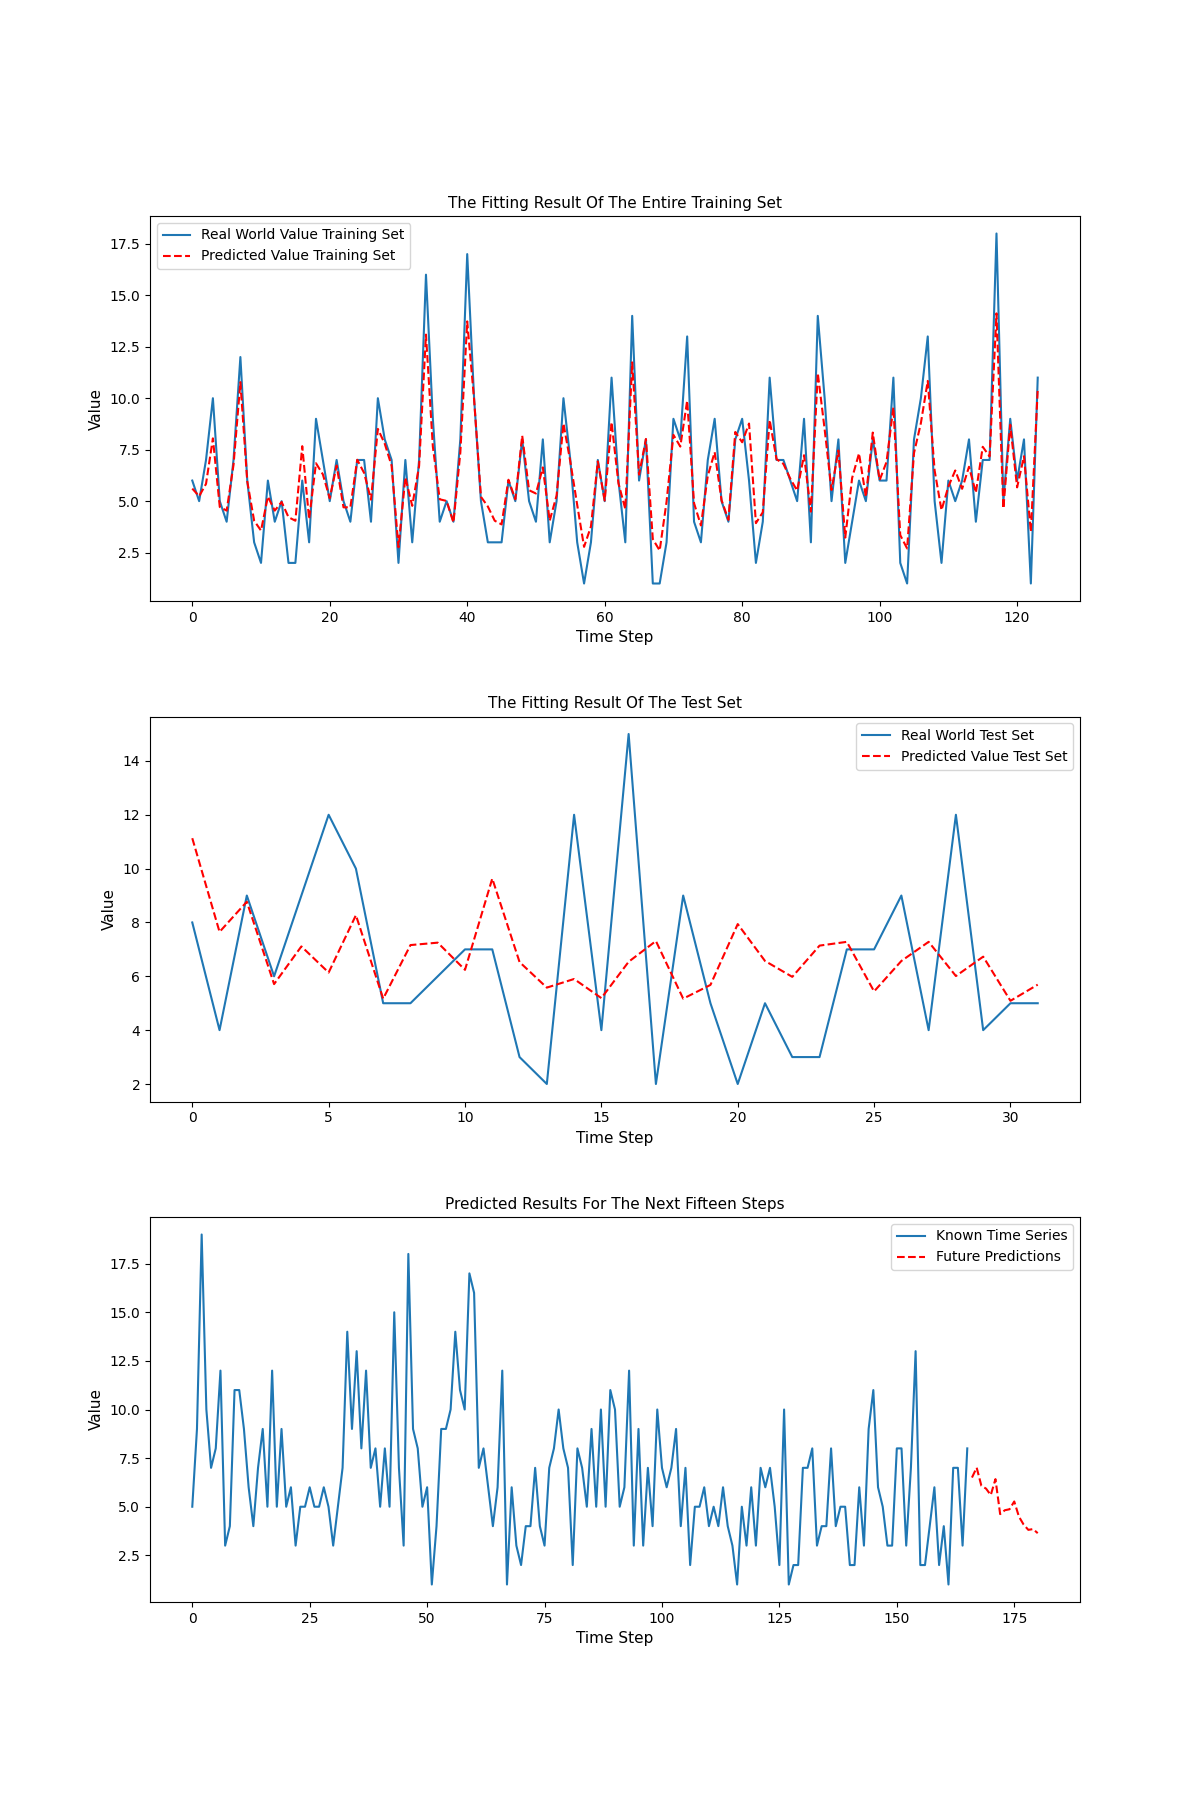 The Fitting Result Of The Entire Training Set
Real World Value Training Set
Predicted Value Training Set
Value
17.5
15.0
12.5
10.0
7.5
5.0
2.5
0 20 40 60 80 100 120
Time Step
The Fitting Result Of The Test Set
Real World Test Set
Predicted Value Test Set
Value
14
12
10
8
6
4
2
0 5 10 15 20 25 30
Time Step
Predicted Results For The Next Fifteen Steps
Known Time Series
Future Predictions
Value
17.5
15.0
12.5
10.0
7.5
5.0
2.5
0 25 50 75 100 125 150 175
Time Step